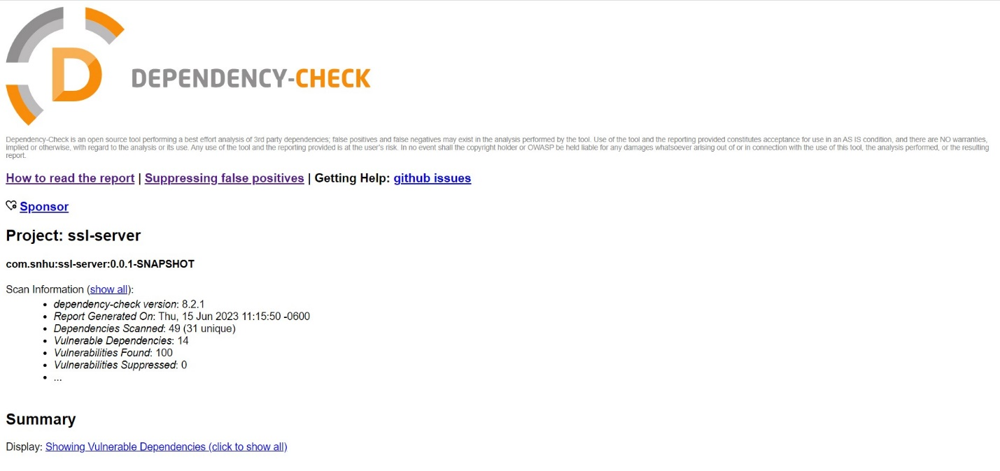 D
DEPENDENCY-CHECK
Dependency-Check is an open source tool performing a best effort analysis of 3rd party dependencies; false positives and false negatives may exist in the analysis performed by the tool. Use of the tool and the reporting provided constitutes acceptance for use in an AS IS condition, and there are NO warranties,
implied or otherwise, with regard to the analysis or its use. Any use of the tool and the reporting provided is at the user's risk. In no event shall the copyright holder or OWASP be held liable for any damages whatsoever arising out of or in connection with the use of this tool, the analysis performed, or the resulting
report.
How to read the report | Suppressing false positives | Getting Help: github issues
Sponsor
Project: ssl-server
com.snhu:ssl-server:0.0.1-SNAPSHOT
Scan Information (show all):
• dependency-check version: 8.2.1
• Report Generated On: Thu, 15 Jun 2023 11:15:50 -0600
• Dependencies Scanned: 49 (31 unique)
• Vulnerable Dependencies: 14
• Vulnerabilities Found: 100
• Vulnerabilities Suppressed: 0
• ...
Summary
Display: Showing Vulnerable Dependencies (click to show all)